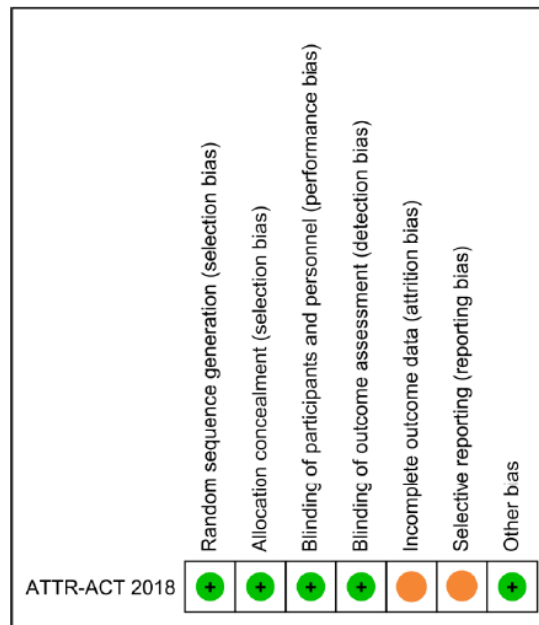 Random sequence generation (selection bias)
Allocation concealment (selection bias)
Blinding of participants and personnel (performance bias)
Blinding of outcome assessment (detection bias)
Incomplete outcome data (attrition bias)
Selective reporting (reporting bias)
Other bias
ATTR-ACT 2018 + + + + +